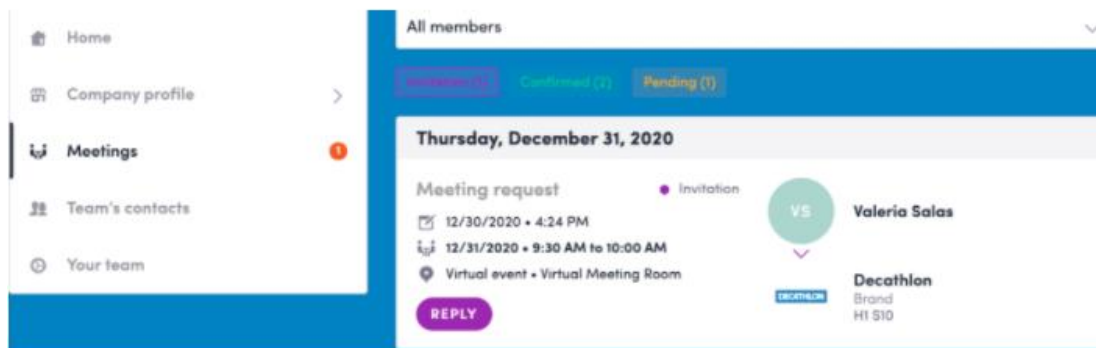 Home
Company profile
Meetings
1
Team's contacts
Your team
All members
Confirmed (2)
Pending (1)
Thursday, December 31, 2020
Meeting request
Invitation
12/30/2020 • 4:24 PM
12/31/2020 • 9:30 AM to 10:00 AM
Virtual event • Virtual Meeting Room
REPLY
VS
Valeria Salas
DECATHLON
Decathlon
Brand
H1 S10